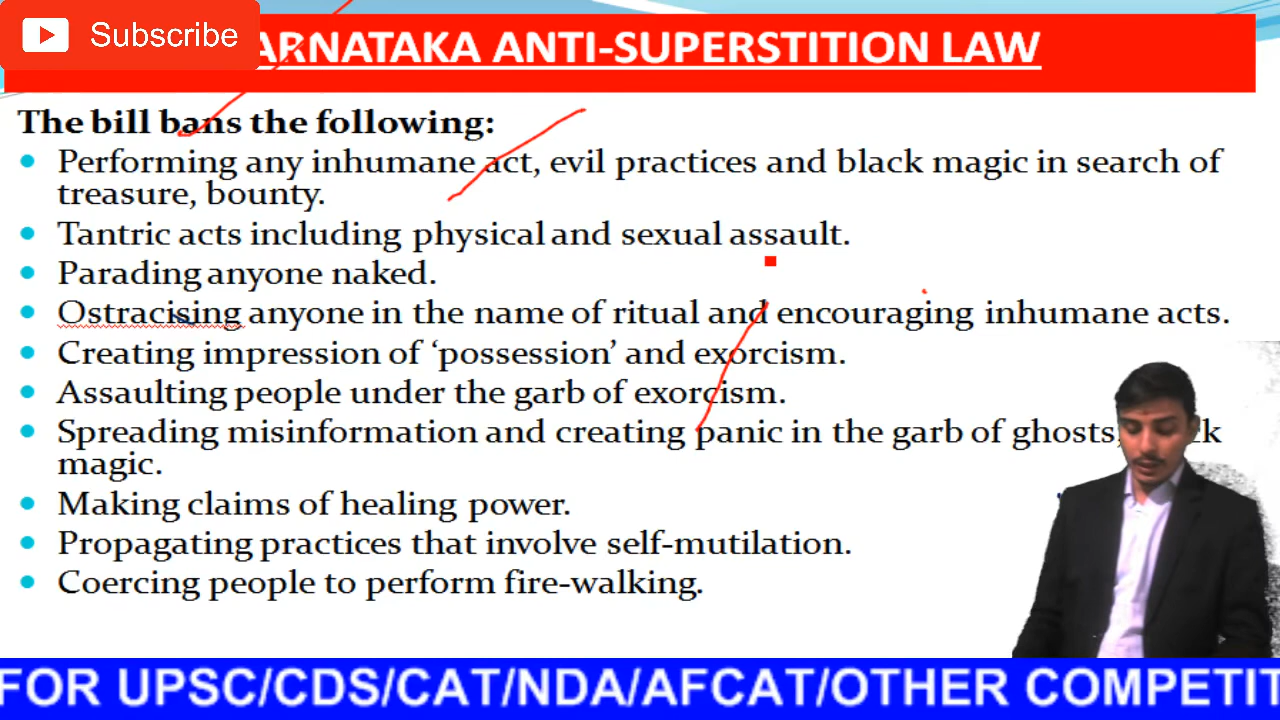 Subscribe
ARNATAKA ANTI-SUPERSTITION LAW
The bill bans the following:
• Performing any inhumane act, evil practices and black magic in search of
treasure, bounty.
• Tantric acts including physical and sexual assault.
• Parading anyone naked.
• Ostracising anyone in the name of ritual and encouraging inhumane acts.
• Creating impression of ‘possession’ and exorcism.
• Assaulting people under the garb of exorcism.
• Spreading misinformation and creating panic in the garb of ghosts,
magic.
• Making claims of healing power.
• Propagating practices that involve self-mutilation.
• Coercing people to perform fire-walking.
FOR UPSC/CDS/CAT/NDA/AFCAT/OTHER COMPETIT